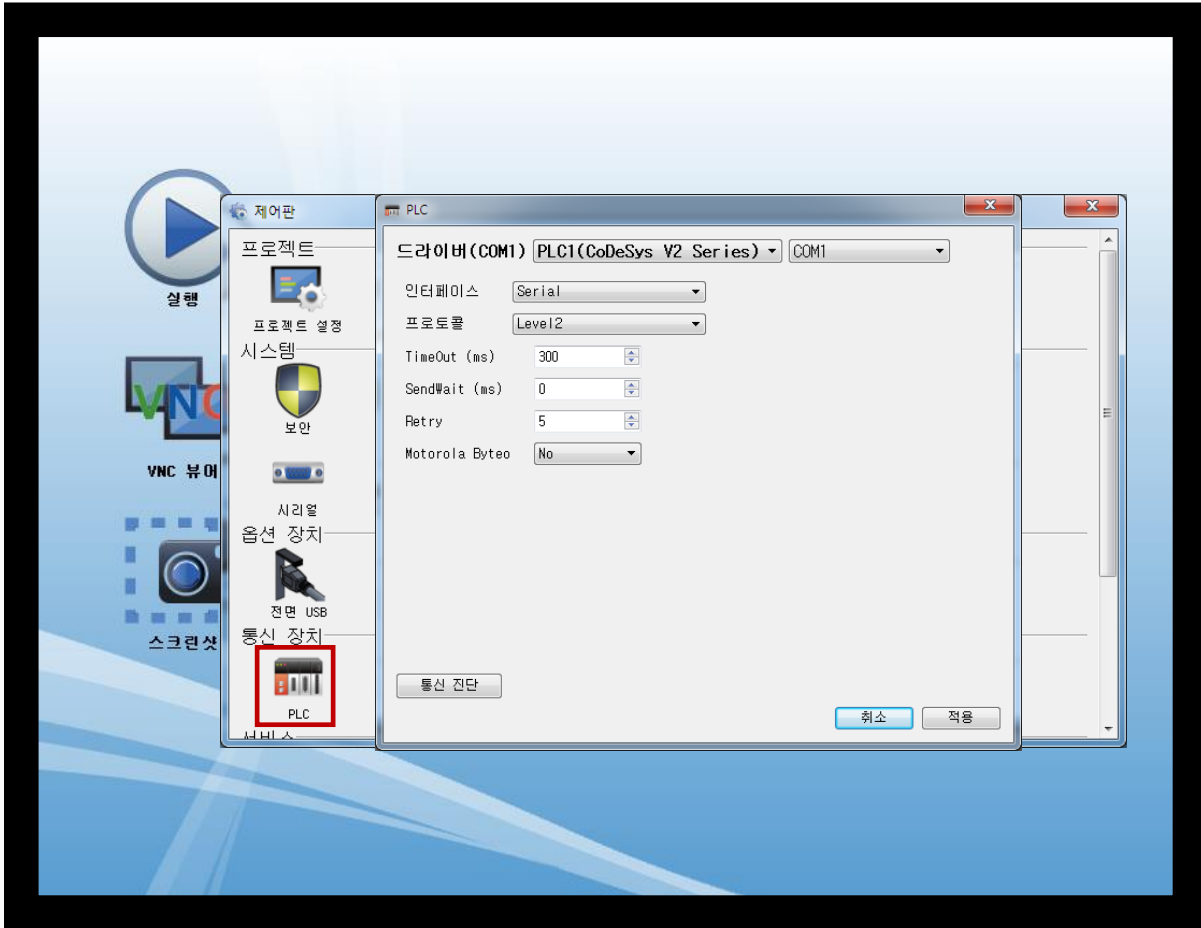 실행
VNC 뷰어
스크린샷
제어판
프로젝트
프로젝트 설정
시스템
보안
시리얼
옵션 장치
전면 USB
통신 장치
PLC
서비스
PLC
드라이버(COM1) PLC1(CoDeSys V2 Series) COM1
인터페이스 Serial
프로토콜 Level2
TimeOut (ms) 300
SendWait (ms) 0
Retry 5
Motorola Byteo No
통신 진단
취소 적용